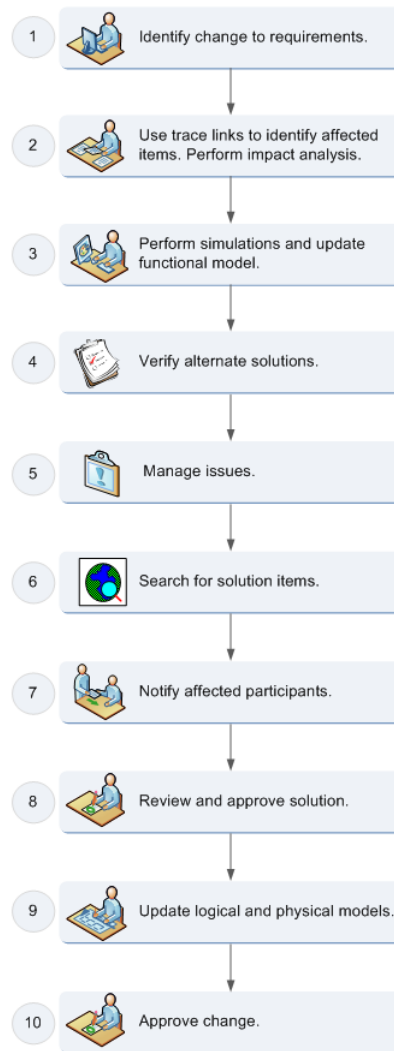 1
Identify change to requirements.
2
Use trace links to identify affected
items. Perform impact analysis.
3
Perform simulations and update
functional model.
4
Verify alternate solutions.
5
Manage issues.
6
Search for solution items.
7
Notify affected participants.
8
Review and approve solution.
9
Update logical and physical models.
10
Approve change.